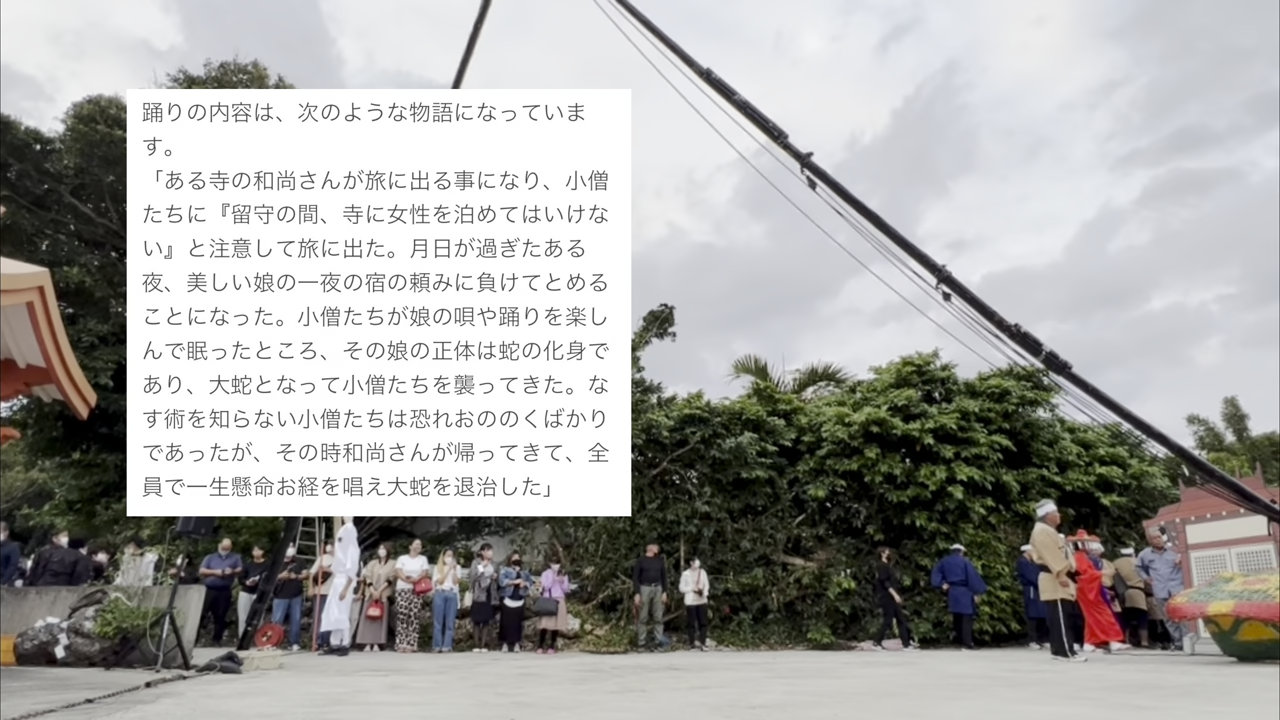 踊りの内容は、次のような物語になっていま
す。
「ある寺の和尚さんが旅に出る事になり、小僧
たちに『留守の間、寺に女性を泊めてはいけな
い』と注意して旅に出た。月日が過ぎたある
夜、美しい娘の一夜の宿の頼みに負けてとめる
ことになった。小僧たちが娘の唄や踊りを楽し
んで眠ったところ、その娘の正体は蛇の化身で
あり、大蛇となって小僧たちを襲ってきた。な
す術を知らない小僧たちは恐れおののくばかり
であったが、その時和尚さんが帰ってきて、全
員で一生懸命お経を唱え大蛇を退治した」